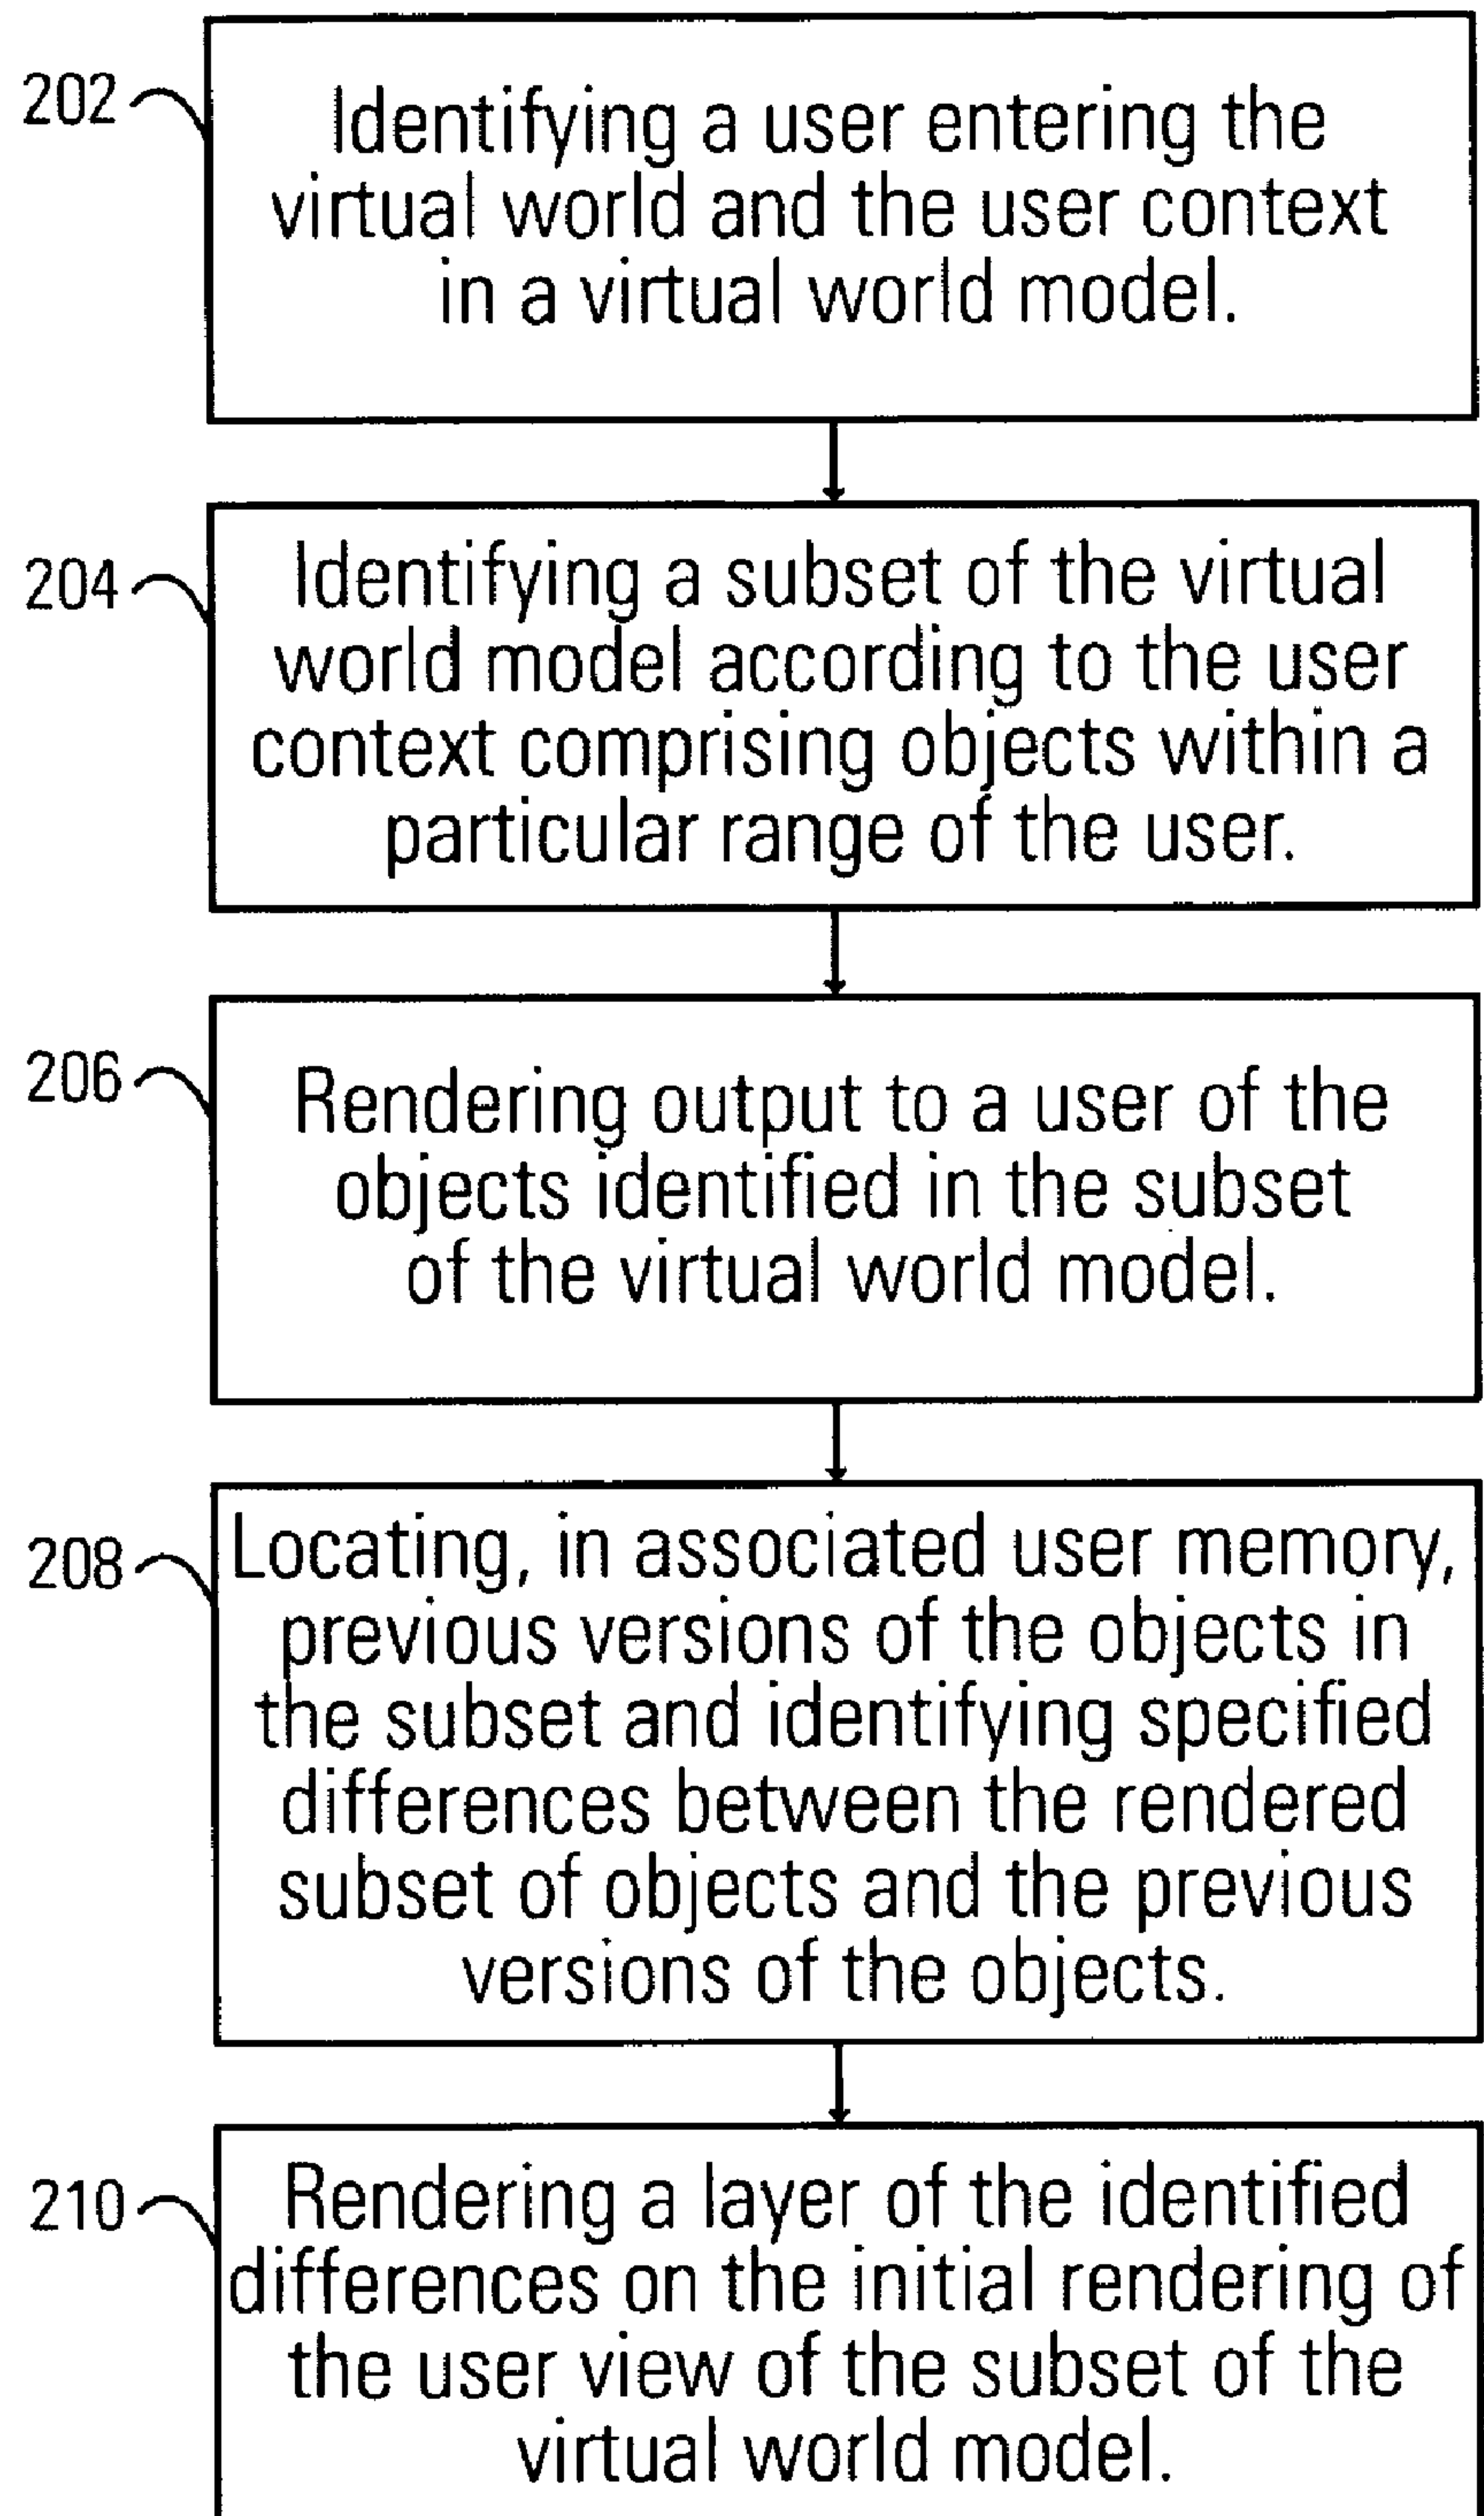 202
Identifying a user entering the
virtual world and the user context
in a virtual world model.
204
Identifying a subset of the virtual
world model according to the user
context comprising objects within a
particular range of the user.
206
Rendering output to a user of the
objects identified in the subset
of the virtual world model.
208
Locating, in associated user memory,
previous versions of the objects in
the subset and identifying specified
differences between the rendered
subset of objects and the previous
versions of the objects.
210
Rendering a layer of the identified
differences on the initial rendering of
the user view of the subset of the
virtual world model.